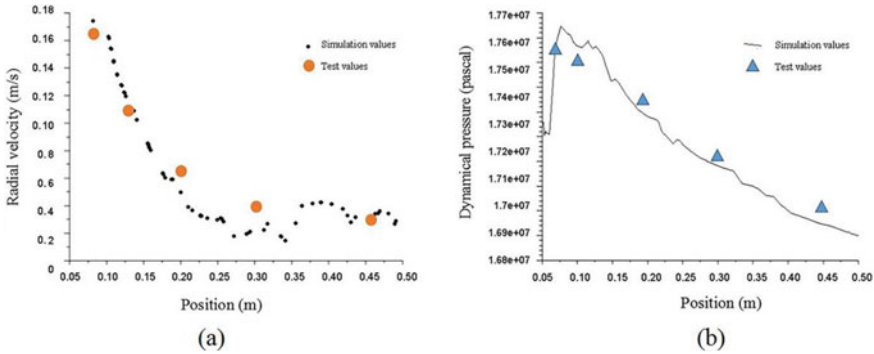 0.18
0.16
0.14
0.12
0.10
0.8
0.6
0.4
0.2
0
Radial velocity (m/s)
Simulation values
Test values
0.05 0.10 0.15 0.20 0.25 0.30 0.35 0.40 0.45 0.50
Position (m)
(a)
1.77e+07
1.76e+07
1.75e+07
1.74e+07
1.73e+07
1.73e+07
1.72e+07
1.71e+07
1.7e+07
1.69e+07
1.68e+07
Dynamical pressure (pascal)
Simulation values
Test values
0.05 0.10 0.15 0.20 0.25 0.30 0.35 0.40 0.45 0.50
Position (m)
(b)